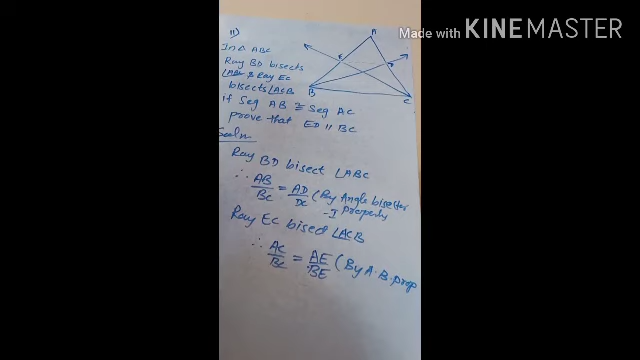 Made with KINEMASTER
11)
A
In △ ABC
Ray BD bisects
∠ABC & Ray EC
bisects ∠ACB
if Seg AB ≅ Seg AC
prove that ED || BC
E
D
B
C
Soln
Ray BD bisect ∠ABC
∴ AB/BC = AD/DC (By Angle bisector
-I Property
Ray EC bisect ∠ACB
∴ AC/BC = AE/BE (By A.B. prop